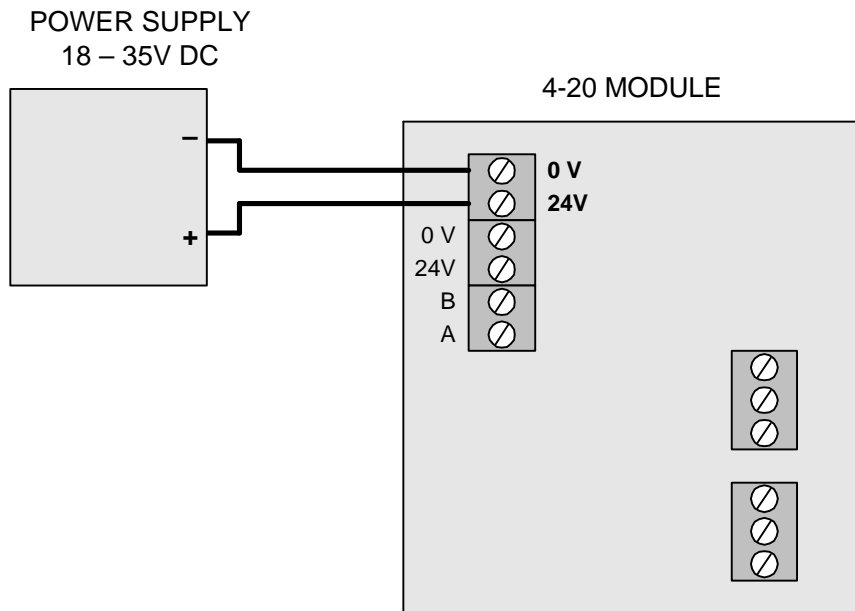 POWER SUPPLY
18 – 35V DC
4-20 MODULE
–
+
0 V
24V
0 V
24V
B
A